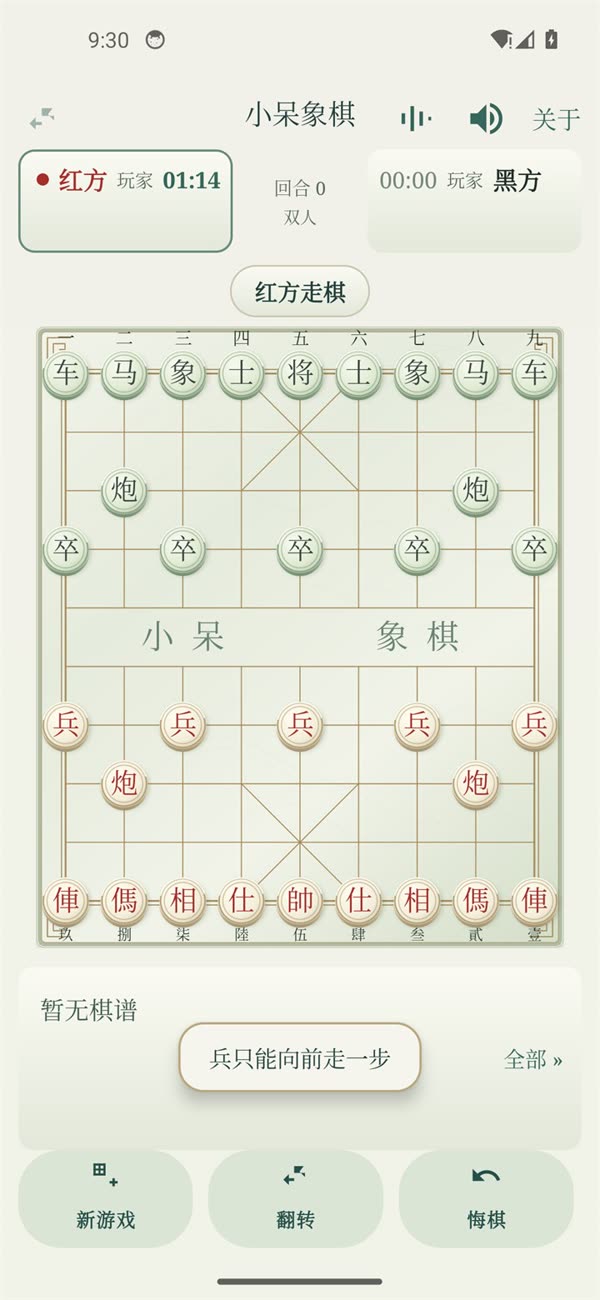 9:30
小呆象棋 关于
红方 玩家 01:14
回合 0
双人
00:00 玩家 黑方
红方走棋
一 二 三 四 五 六 七 八 九
车 马 象 士 将 士 象 马 车
炮 炮
卒 卒 卒 卒 卒
小呆 象棋
兵 兵 兵 兵 兵
炮 炮
俥 傌 相 仕 帥 仕 相 傌 俥
玖 捌 柒 陸 伍 肆 叁 貳 壹
暂无棋谱
兵只能向前走一步
全部 »
新游戏 翻转 悔棋